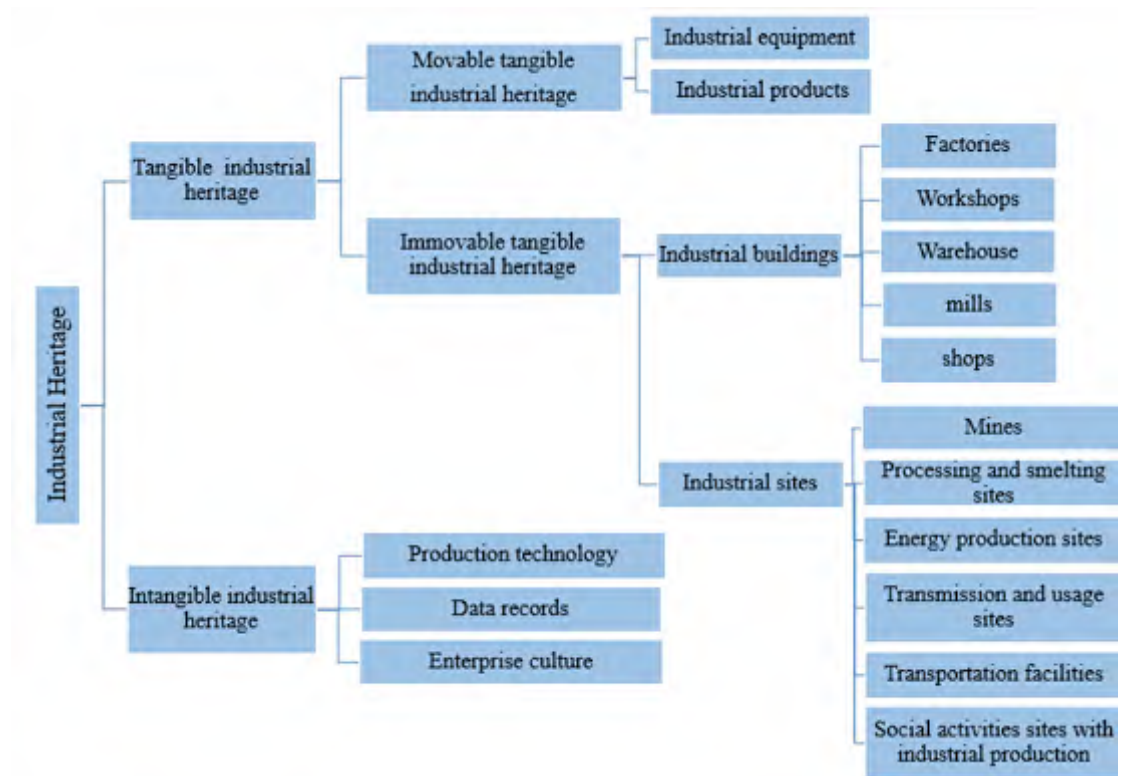 Industrial Heritage
Tangible industrial
heritage
Movable tangible
industrial heritage
Industrial equipment
Industrial products
Immovable tangible
industrial heritage
Industrial buildings
Factories
Workshops
Warehouse
mills
shops
Industrial sites
Mines
Processing and smelting
sites
Energy production sites
Transmission and usage
sites
Transportation facilities
Social activities sites with
industrial production
Intangible industrial
heritage
Production technology
Data records
Enterprise culture